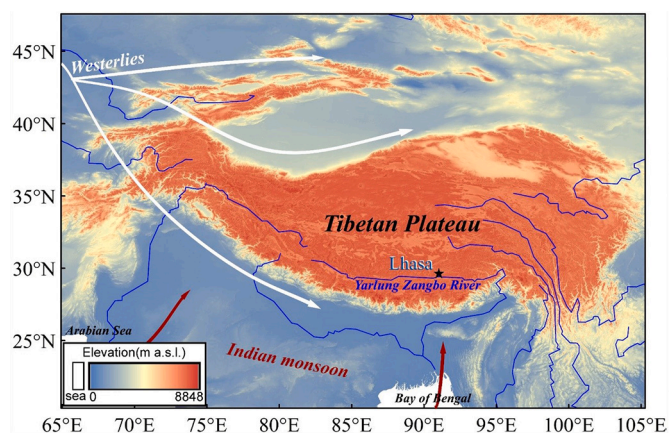 45°N
40°N
35°N
30°N
25°N
Westerlies
Tibetan Plateau
Lhasa
Yarlung Zangbo River
Arabian Sea
Indian monsoon
Bay of Bengal
Elevation(m a.s.l.)
sea 0 8848
65°E 70°E 75°E 80°E 85°E 90°E 95°E 100°E 105°E